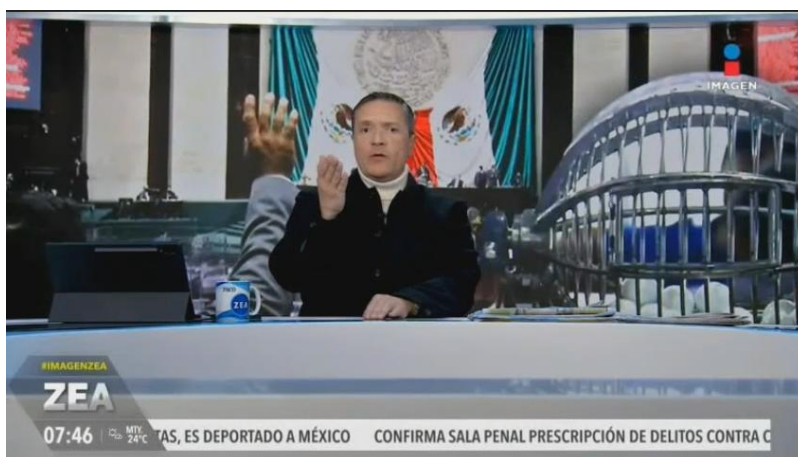 IMAGEN
PACO
ZEA
#IMAGENZEA
ZEA
07:46
MTY.
24°C
TAS, ES DEPORTADO A MÉXICO CONFIRMA SALA PENAL PRESCRIPCIÓN DE DELITOS CONTRA C